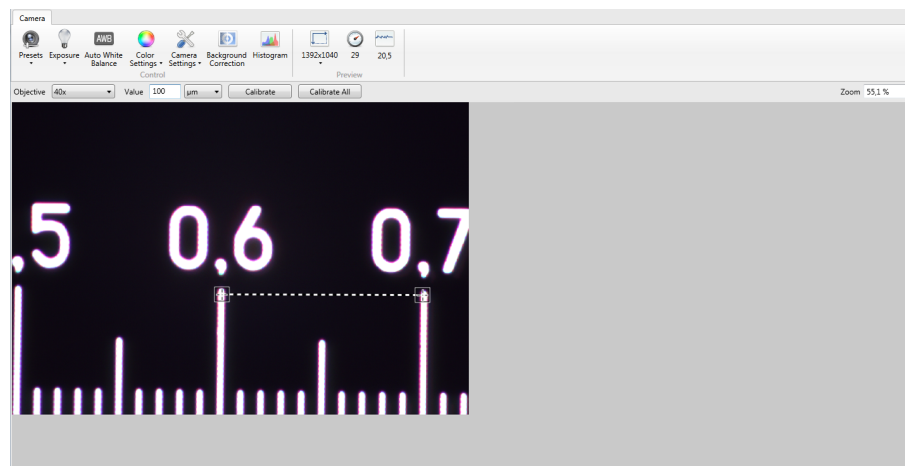 Camera
Presets Exposure Auto White Balance Color Settings Camera Settings Background Correction Histogram 1392x1040 29 20,5
Control Preview
Objective 40x Value 100 µm Calibrate Calibrate All Zoom 55,1 %
,5 0,6 0,7